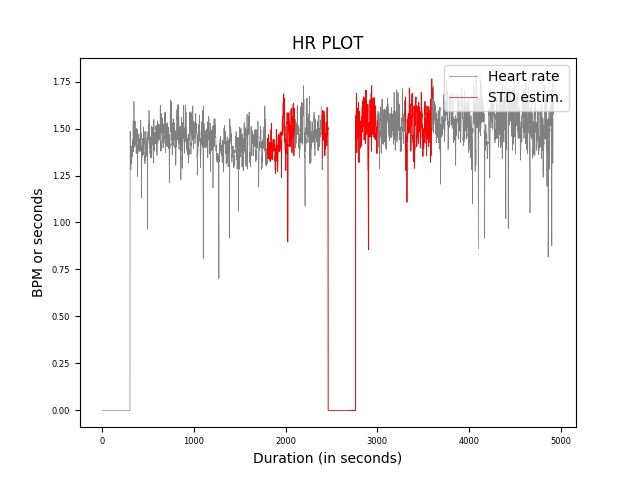 HR PLOT
Heart rate
STD estim.
1.75
1.50
1.25
1.00
0.75
0.50
0.25
0.00
BPM or seconds
0 1000 2000 3000 4000 5000
Duration (in seconds)